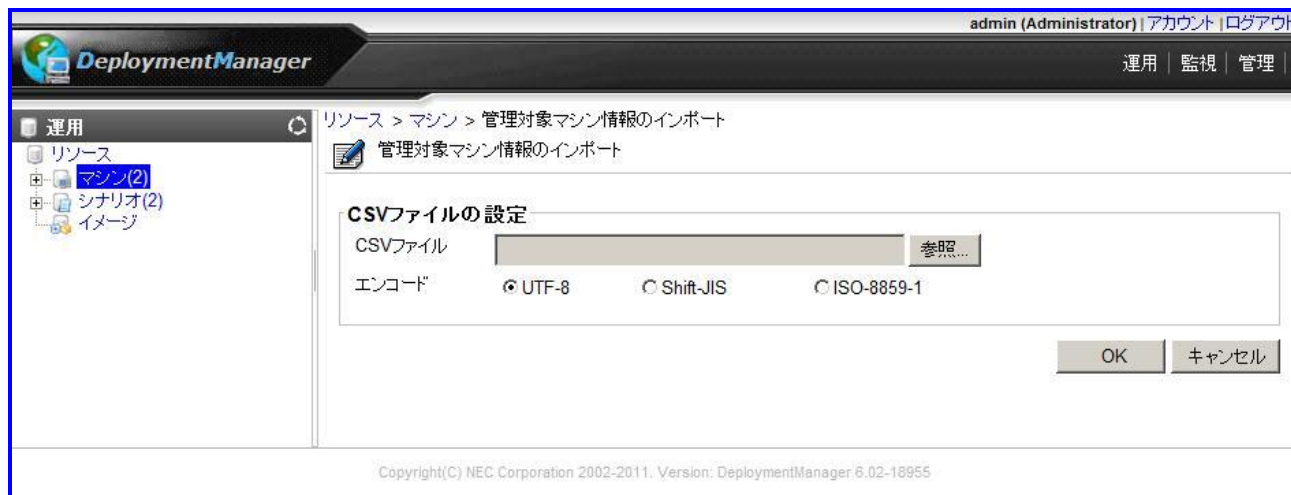 admin (Administrator) | アカウント | ログアウト
DeploymentManager
運用 | 監視 | 管理 |
運用
リソース
マシン(2)
シナリオ(2)
イメージ
リソース > マシン > 管理対象マシン情報のインポート
管理対象マシン情報のインポート
CSVファイルの設定
CSVファイル 参照...
エンコード UTF-8 Shift-JIS ISO-8859-1
OK キャンセル
Copyright(C) NEC Corporation 2002-2011. Version: DeploymentManager 6.02-18955